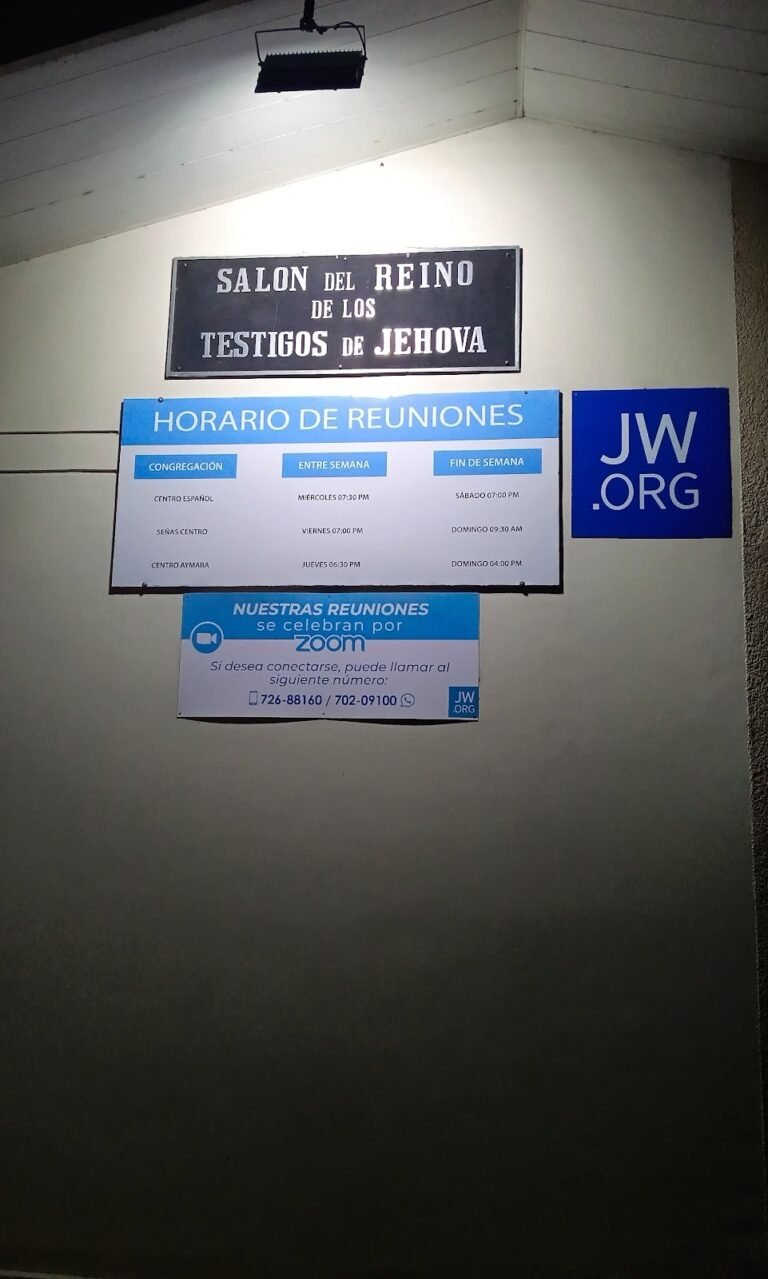 SALON DEL REINO
DE LOS
TESTIGOS DE JEHOVA
HORARIO DE REUNIONES
CONGREGACIÓN ENTRE SEMANA FIN DE SEMANA
CENTRO ESPAÑOL MIÉRCOLES 07:30 PM SÁBADO 07:00 PM
SEÑAS CENTRO VIERNES 07:00 PM DOMINGO 09:30 AM
CENTRO AYMARA JUEVES 06:30 PM DOMINGO 04:00 PM
JW
.ORG
NUESTRAS REUNIONES
se celebran por
zoom
Si desea conectarse, puede llamar al
siguiente número:
726-88160 / 702-09100
JW
.ORG